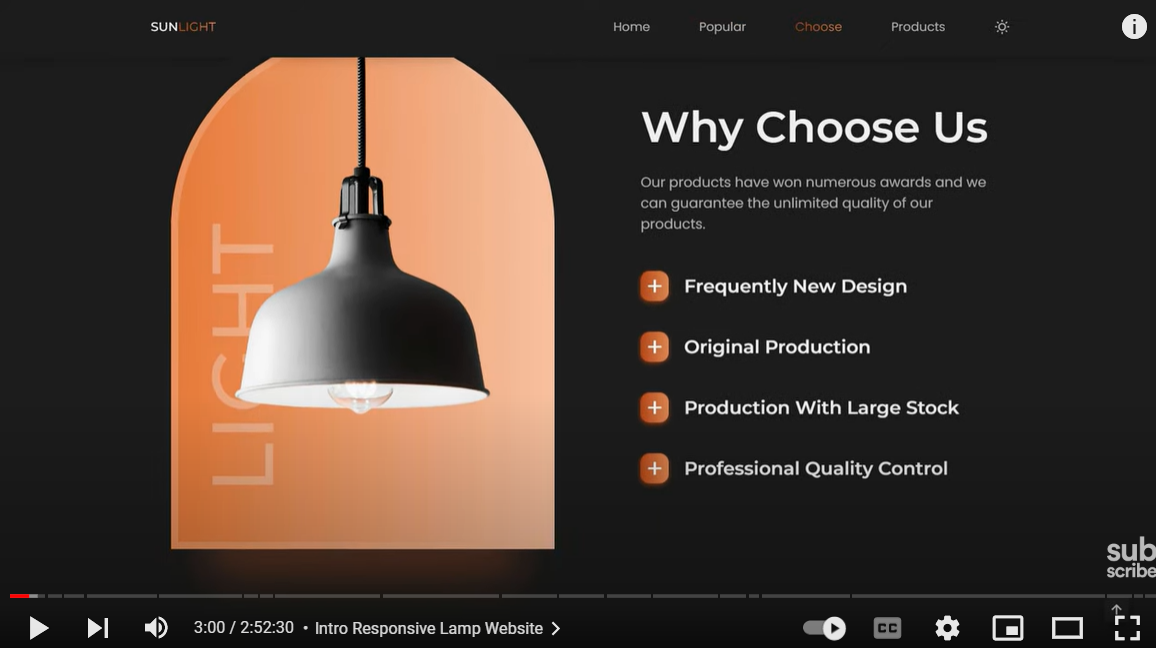 SUNLIGHT
Home
Popular
Choose
Products
Why Choose Us
Our products have won numerous awards and we
can guarantee the unlimited quality of our
products.
LIGHT
Frequently New Design
Original Production
Production With Large Stock
Professional Quality Control
sub
scribe
3:00 / 2:52:30 • Intro Responsive Lamp Website
CC